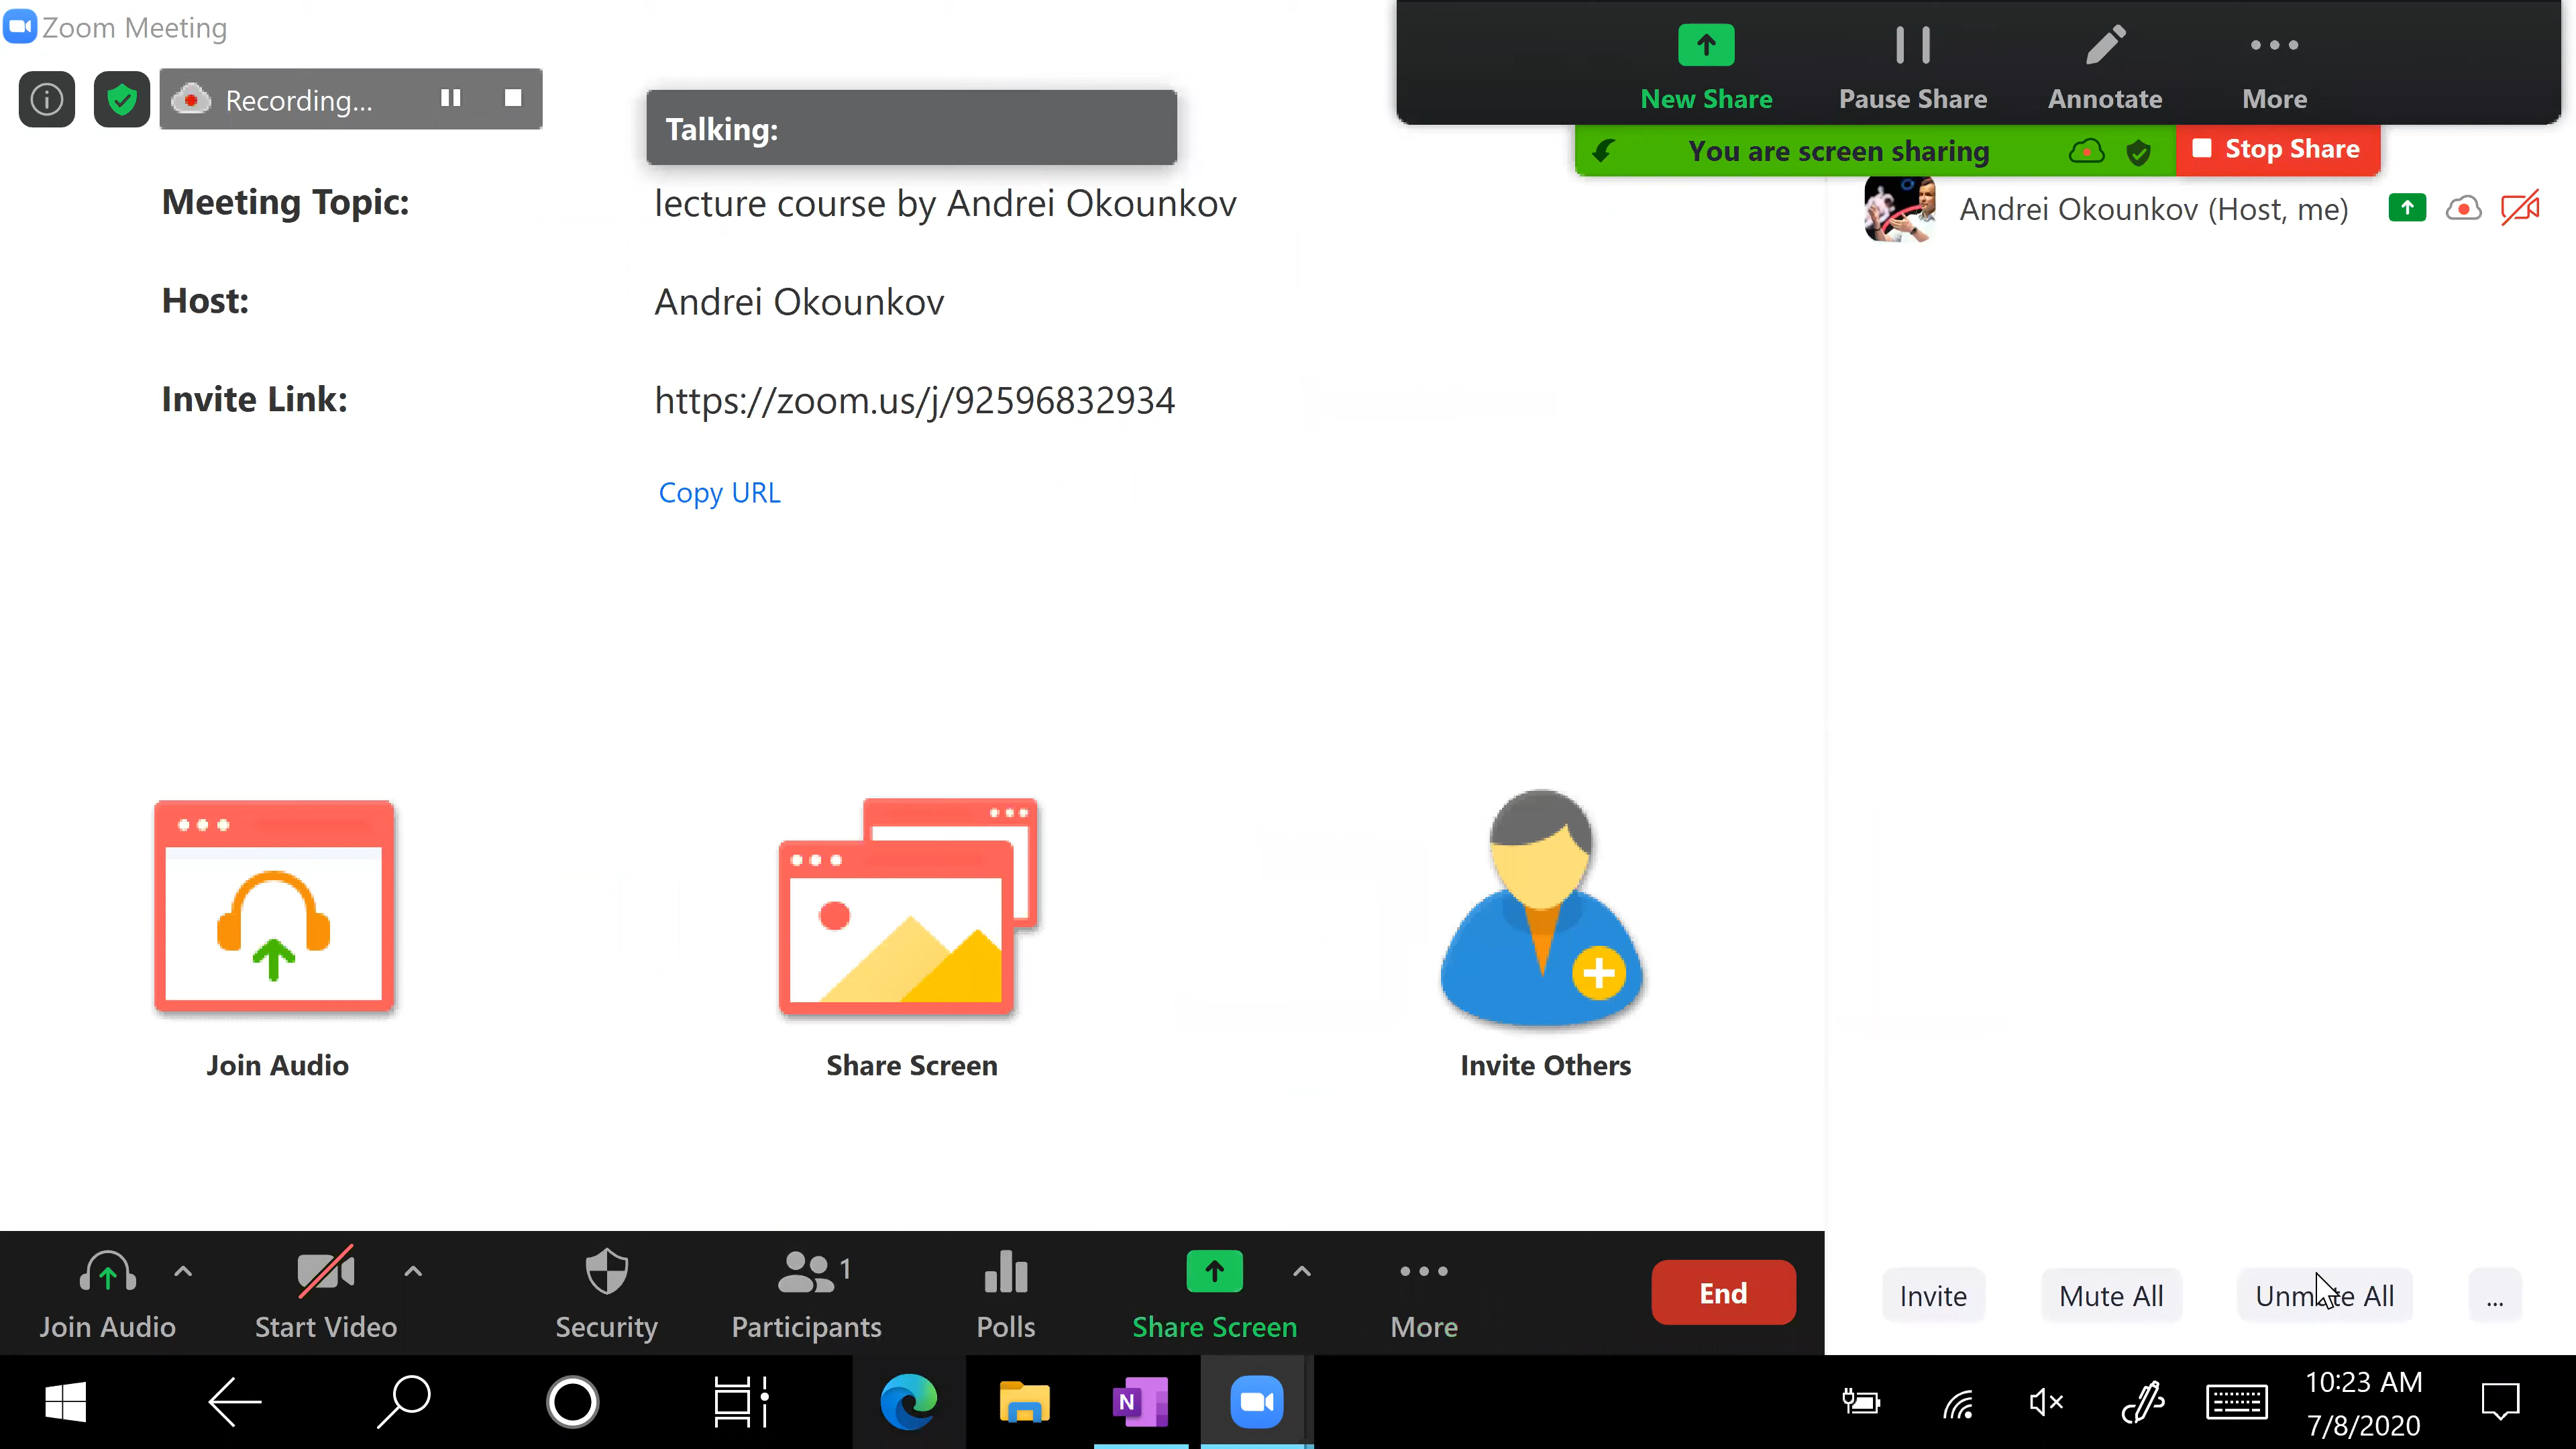 Zoom Meeting
Recording...
Talking:
New Share
Pause Share
Annotate
More
You are screen sharing
Stop Share
Meeting Topic:
lecture course by Andrei Okounkov
Andrei Okounkov (Host, me)
Host:
Andrei Okounkov
Invite Link:
https://zoom.us/j/92596832934
Copy URL
Join Audio
Share Screen
Invite Others
Join Audio
Start Video
Security
Participants
1
Polls
Share Screen
More
End
Invite
Mute All
Unmute All
...
N
10:23 AM
7/8/2020